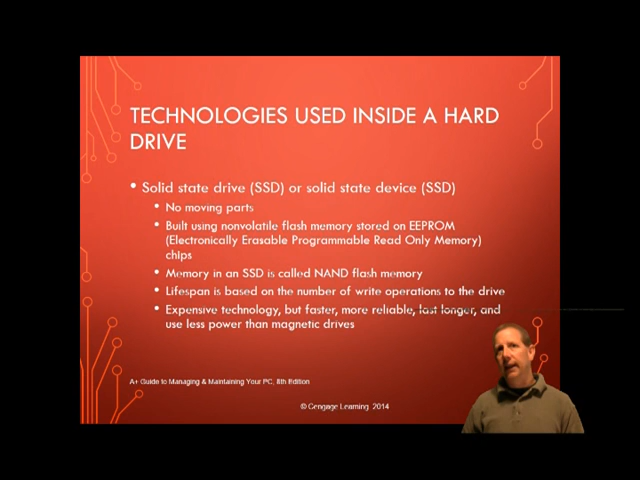 TECHNOLOGIES USED INSIDE A HARD
DRIVE
• Solid state drive (SSD) or solid state device (SSD)
• No moving parts
• Built using nonvolatile flash memory stored on EEPROM
(Electronically Erasable Programmable Read Only Memory)
chips
• Memory in an SSD is called NAND flash memory
• Lifespan is based on the number of write operations to the drive
• Expensive technology, but faster, more reliable, last longer, and
use less power than magnetic drives
A+ Guide to Managing & Maintaining Your PC, 8th Edition
© Cengage Learning 2014